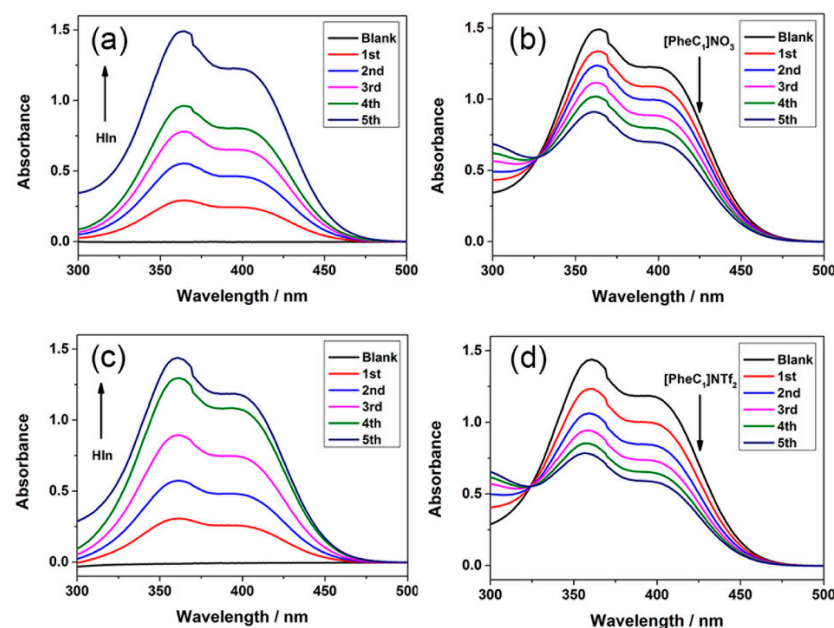 (a)
HIn
Blank
1st
2nd
3rd
4th
5th
Absorbance
1.5
1.0
0.5
0.0
300
350
400
450
500
Wavelength / nm
(b)
[PheC₁]NO₃
Blank
1st
2nd
3rd
4th
5th
Absorbance
1.5
1.0
0.5
0.0
300
350
400
450
500
Wavelength / nm
(c)
HIn
Blank
1st
2nd
3rd
4th
5th
Absorbance
1.5
1.0
0.5
0.0
300
350
400
450
500
Wavelength / nm
(d)
[PheC₁]NTf₂
Blank
1st
2nd
3rd
4th
5th
Absorbance
1.5
1.0
0.5
0.0
300
350
400
450
500
Wavelength / nm